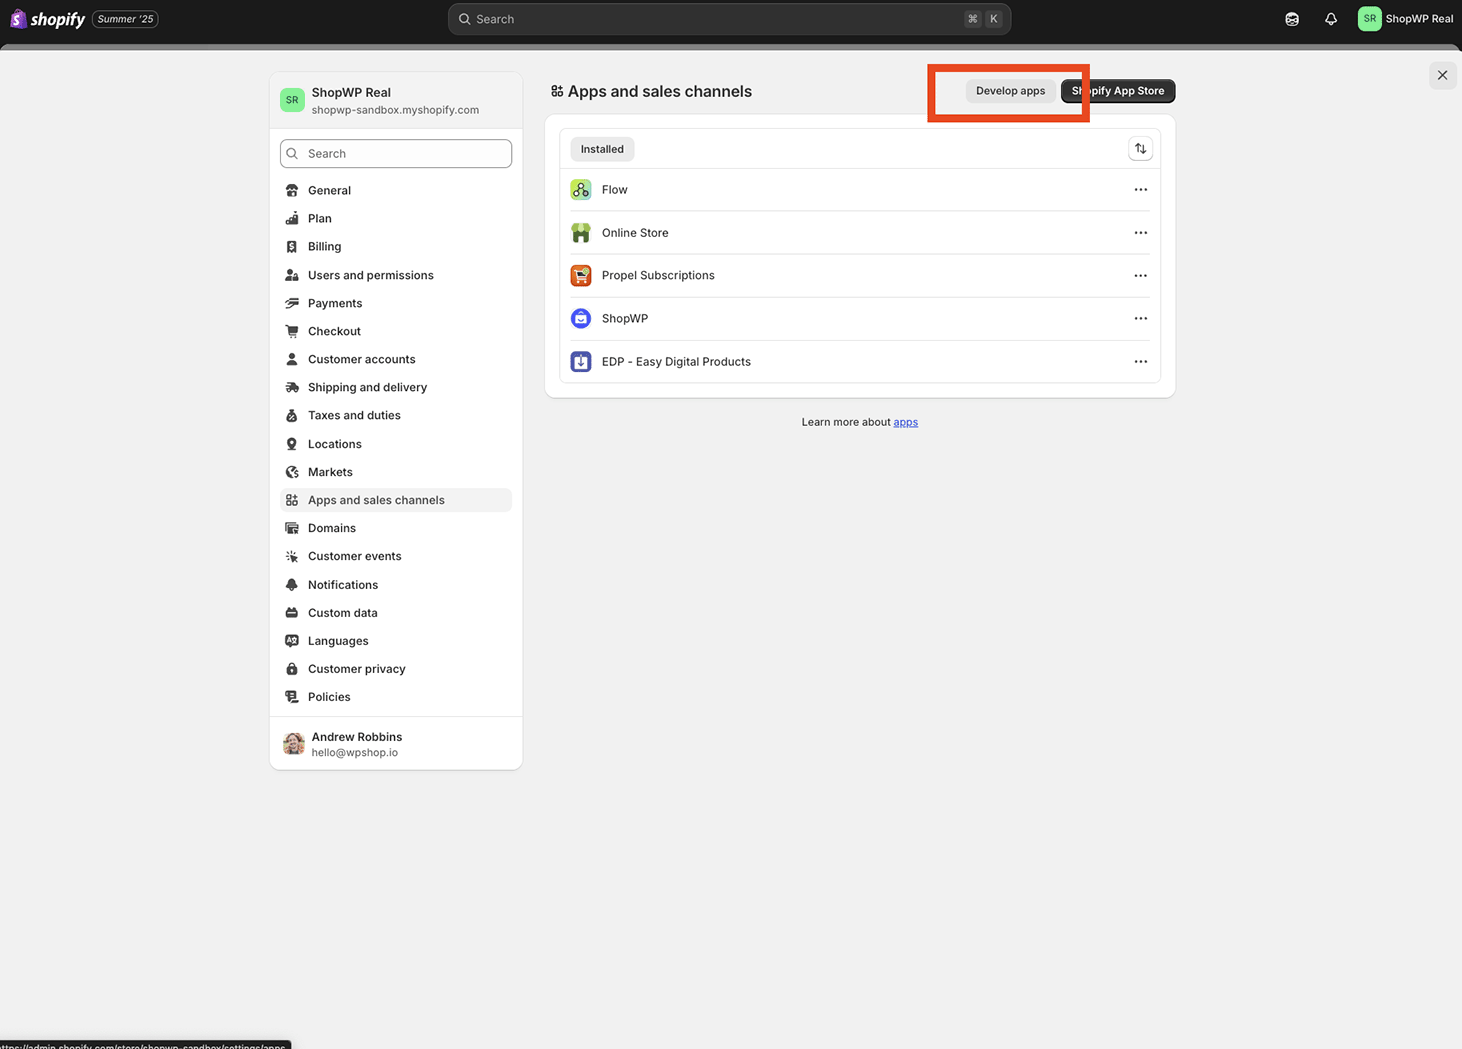 shopify Summer '25
Search ⌘ K
SR ShopWP Real
SR ShopWP Real
shopwp-sandbox.myshopify.com
Search
General
Plan
Billing
Users and permissions
Payments
Checkout
Customer accounts
Shipping and delivery
Taxes and duties
Locations
Markets
Apps and sales channels
Domains
Customer events
Notifications
Custom data
Languages
Customer privacy
Policies
Andrew Robbins
hello@wpshop.io
Apps and sales channels
Develop apps
Shopify App Store
Installed
Flow
Online Store
Propel Subscriptions
ShopWP
EDP - Easy Digital Products
Learn more about apps
https://admin.shopify.com/store/shopwp-sandbox/settings/apps